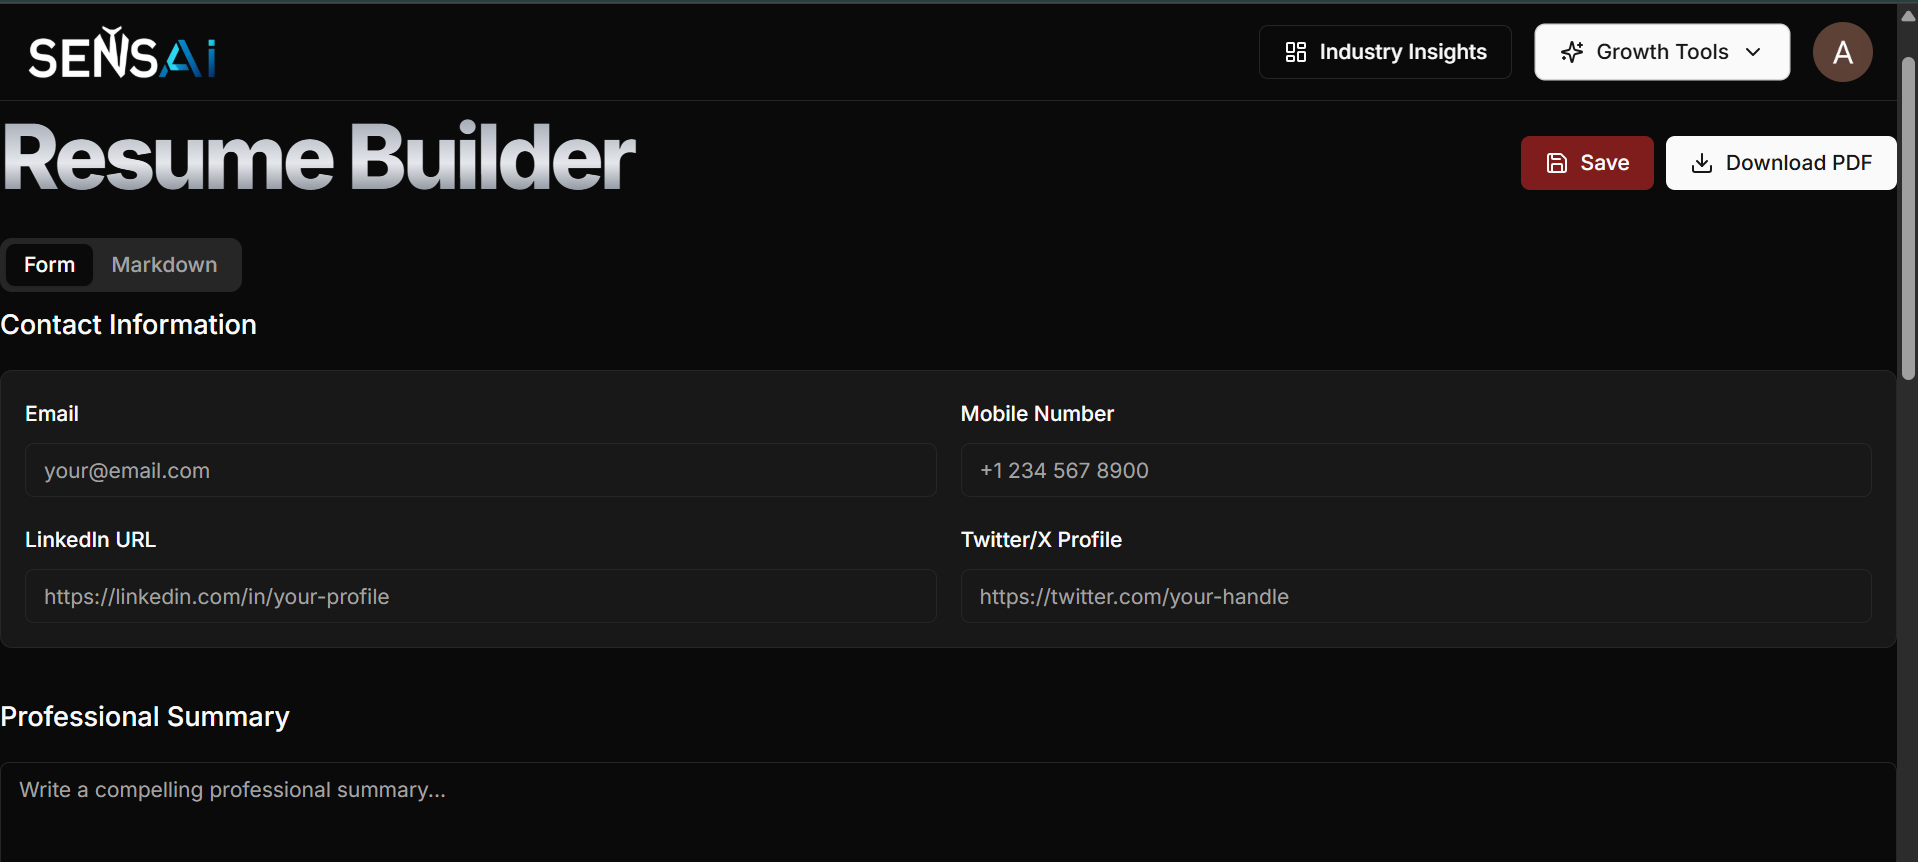 SENSAi
Industry Insights
Growth Tools
A
Resume Builder
Save
Download PDF
Form
Markdown
Contact Information
Email
Mobile Number
your@email.com
+1 234 567 8900
LinkedIn URL
Twitter/X Profile
https://linkedin.com/in/your-profile
https://twitter.com/your-handle
Professional Summary
Write a compelling professional summary...